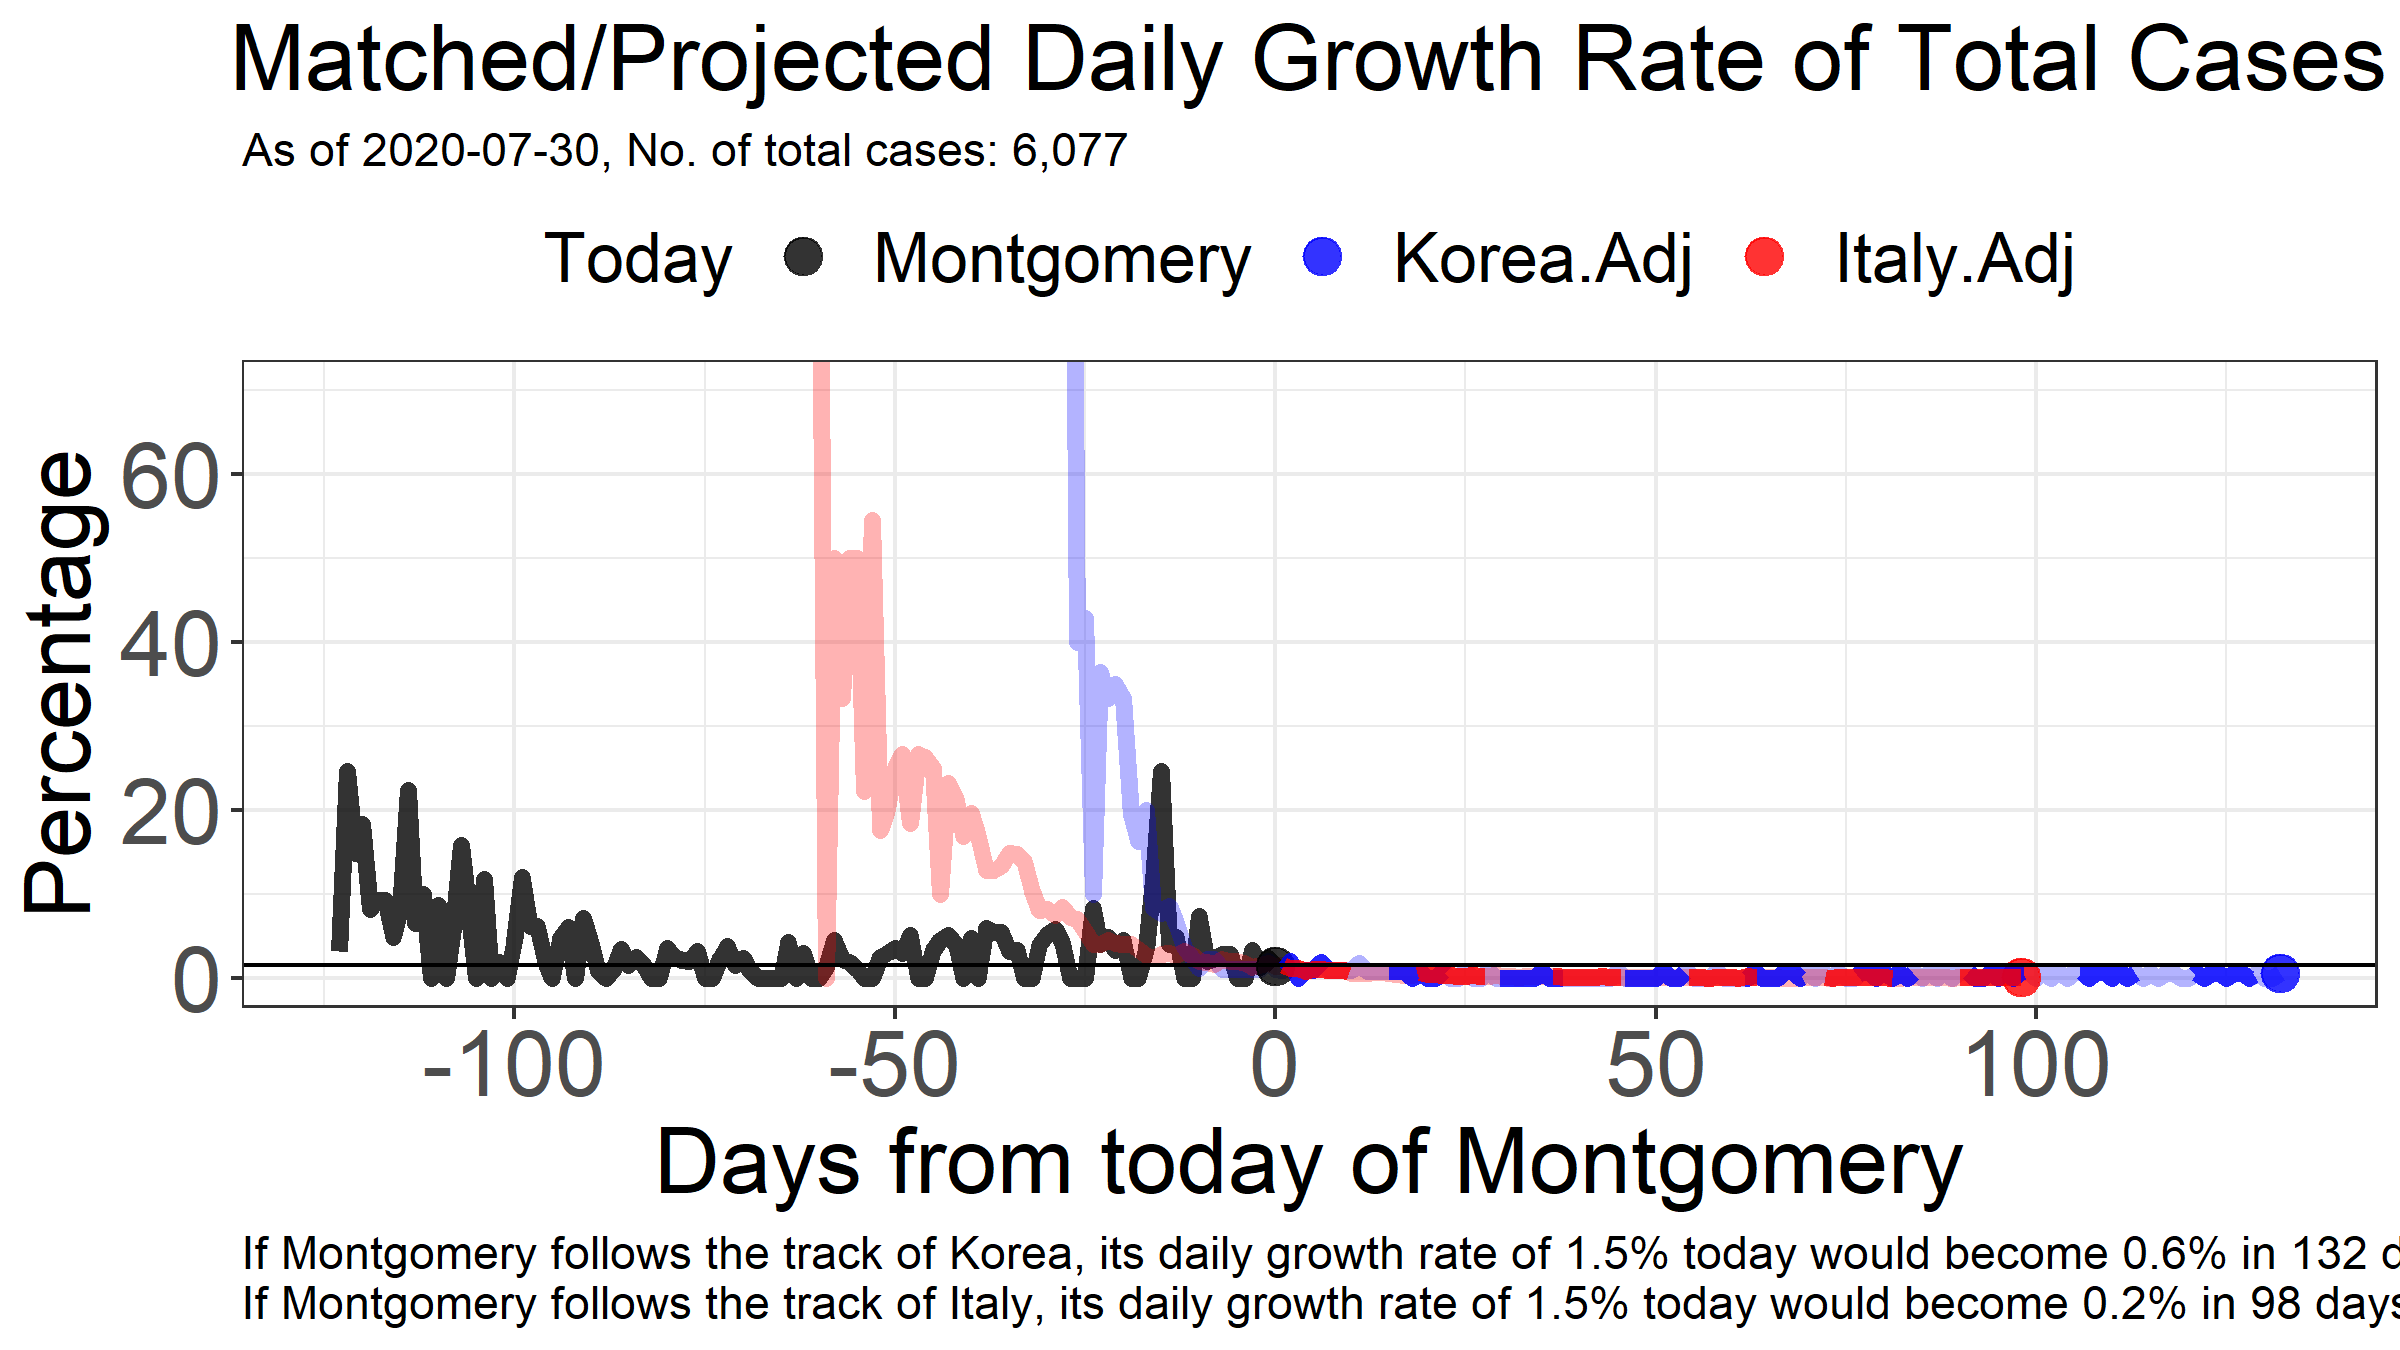 Matched/Projected Daily Growth Rate of Total Cases
As of 2020-07-30, No. of total cases: 6,077
Today Montgomery Korea.Adj Italy.Adj
Percentage
60
40
20
0
-100 -50 0 50 100
Days from today of Montgomery
If Montgomery follows the track of Korea, its daily growth rate of 1.5% today would become 0.6% in 132 d
If Montgomery follows the track of Italy, its daily growth rate of 1.5% today would become 0.2% in 98 days